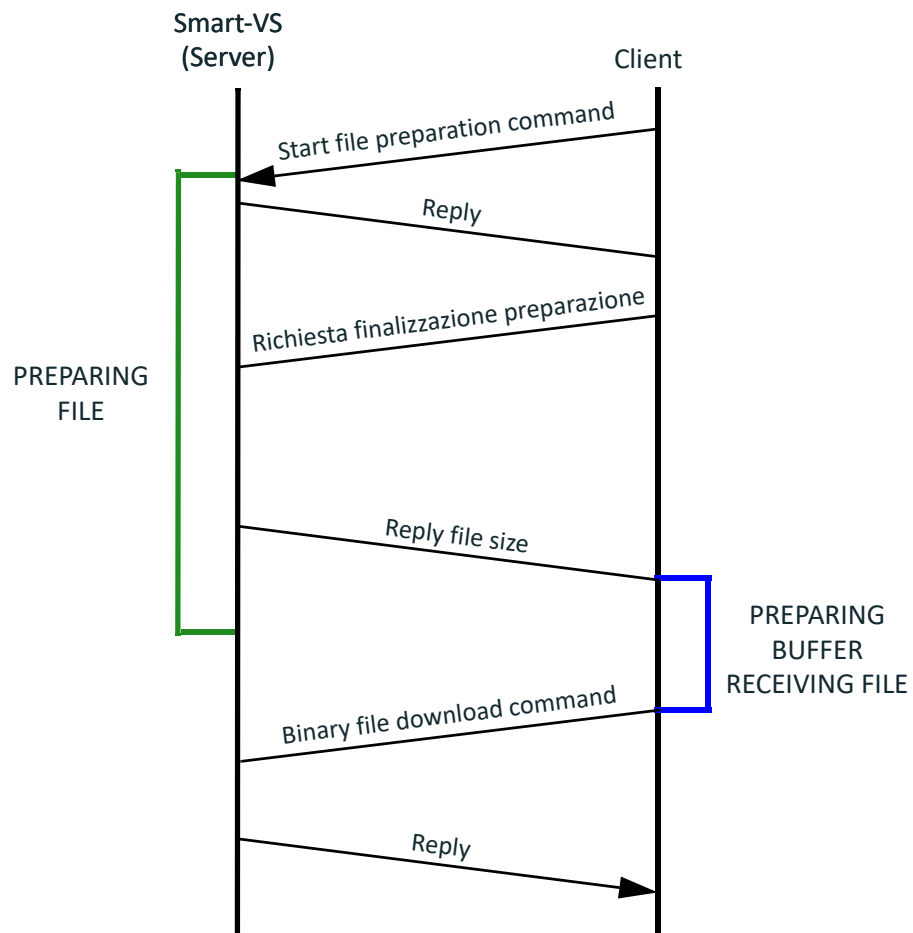 Smart-VS
(Server)
Client
Start file preparation command
Reply
Richiesta finalizzazione preparazione
PREPARING
FILE
Reply file size
PREPARING
BUFFER
RECEIVING FILE
Binary file download command
Reply